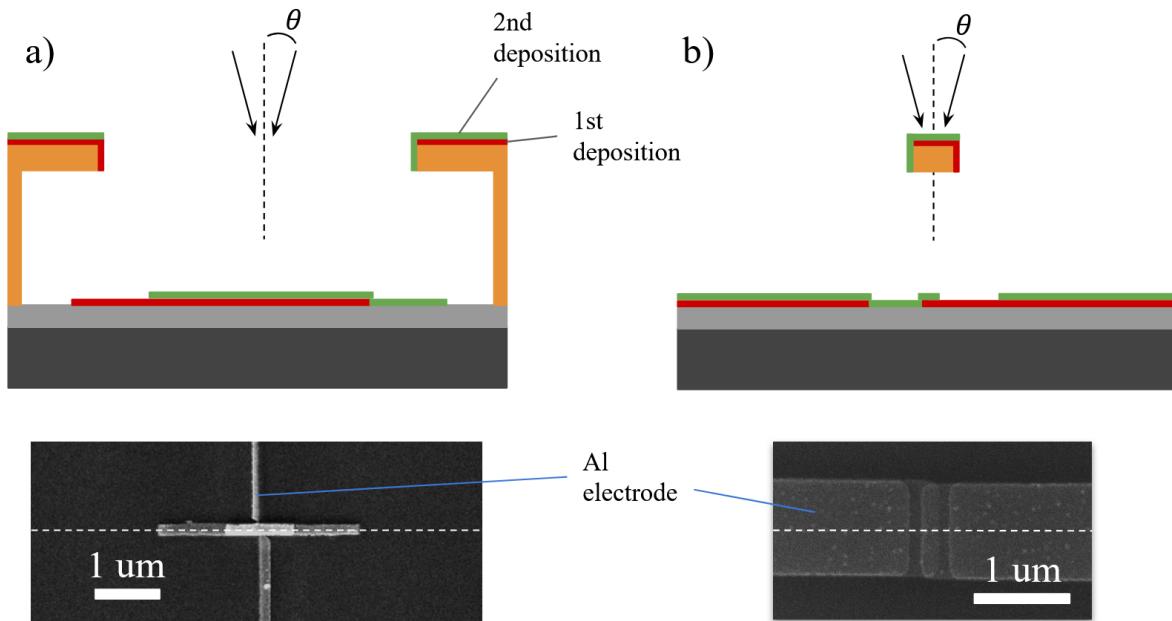 a)
θ
2nd
deposition
1st
deposition
b)
θ
Al
electrode
1 um
1 um